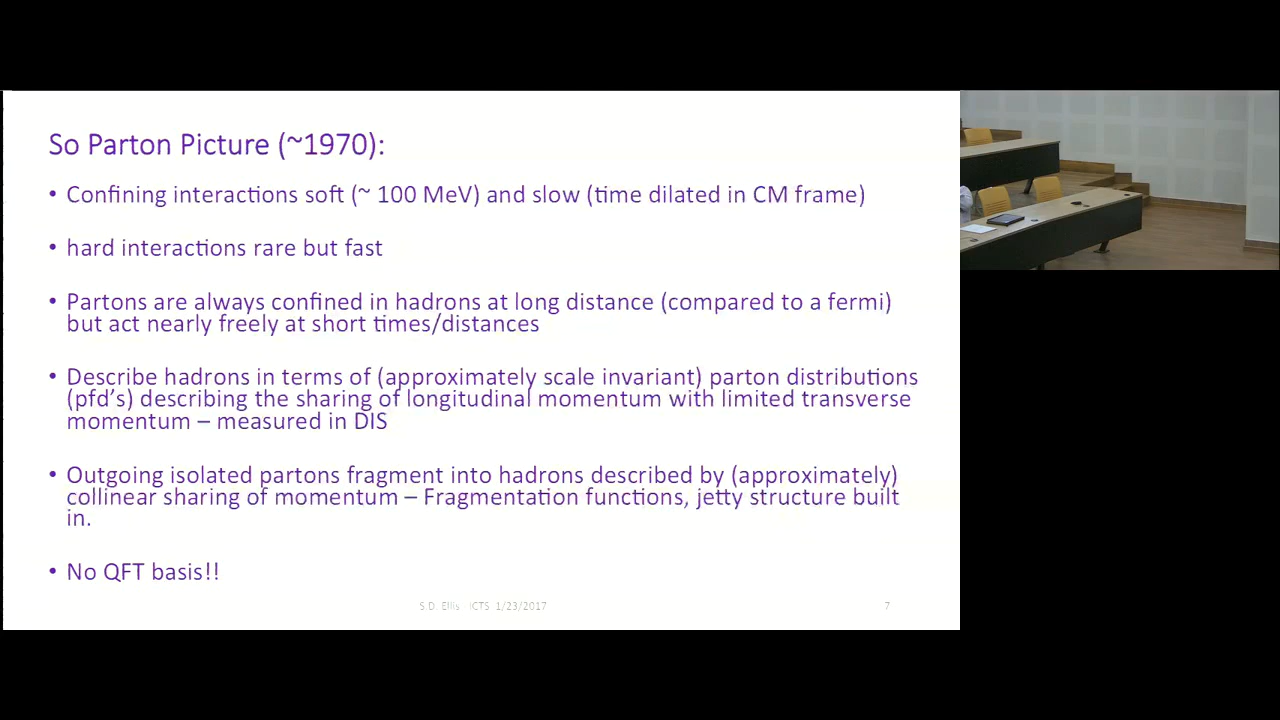 So Parton Picture (~1970):
• Confining interactions soft (~ 100 MeV) and slow (time dilated in CM frame)
• hard interactions rare but fast
• Partons are always confined in hadrons at long distance (compared to a fermi)
but act nearly freely at short times/distances
• Describe hadrons in terms of (approximately scale invariant) parton distributions
(pfd's) describing the sharing of longitudinal momentum with limited transverse
momentum – measured in DIS
• Outgoing isolated partons fragment into hadrons described by (approximately)
collinear sharing of momentum – Fragmentation functions, jetty structure built
in.
• No QFT basis!!
S.D. Ellis ICTS 1/23/2017
7